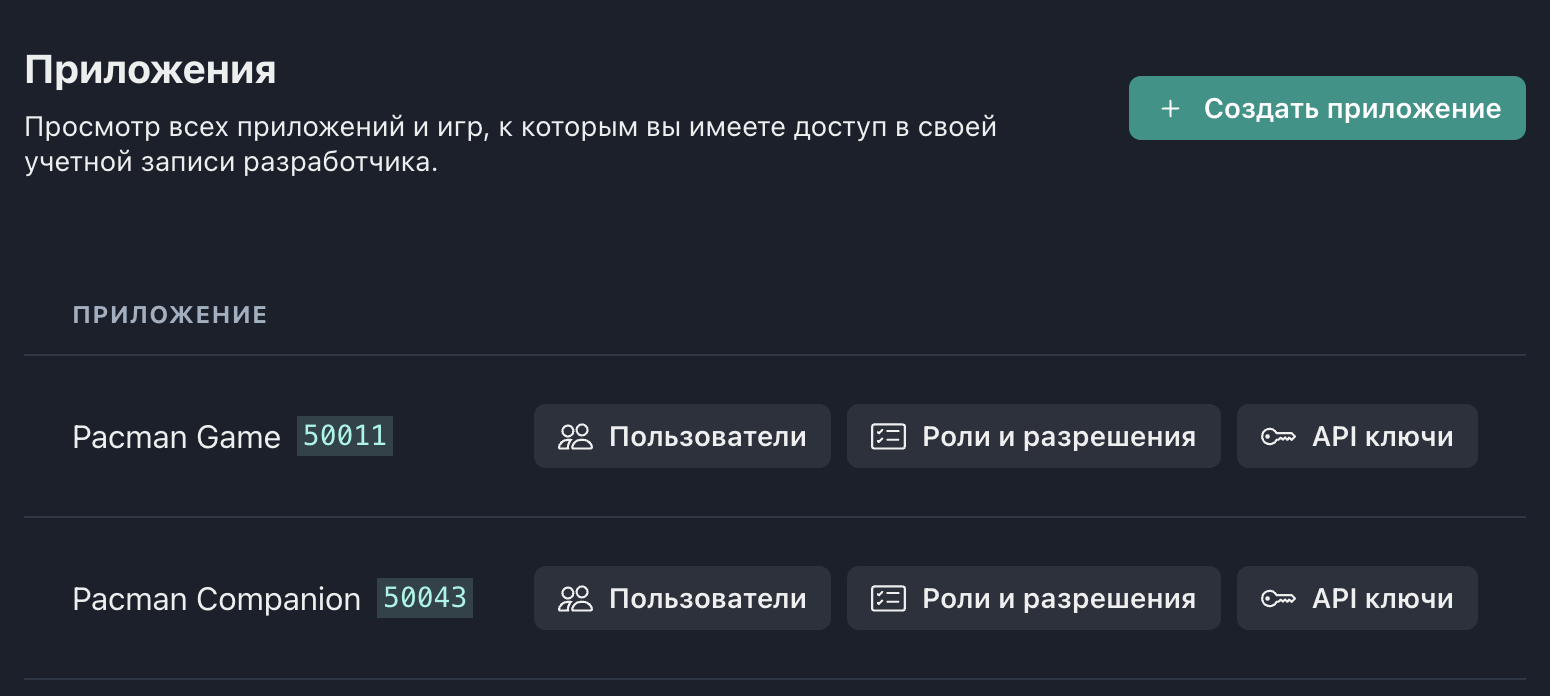 Приложения
Просмотр всех приложений и игр, к которым вы имеете доступ в своей
учетной записи разработчика.
+ Создать приложение
ПРИЛОЖЕНИЕ
Pacman Game 50011 Пользователи Роли и разрешения API ключи
Pacman Companion 50043 Пользователи Роли и разрешения API ключи